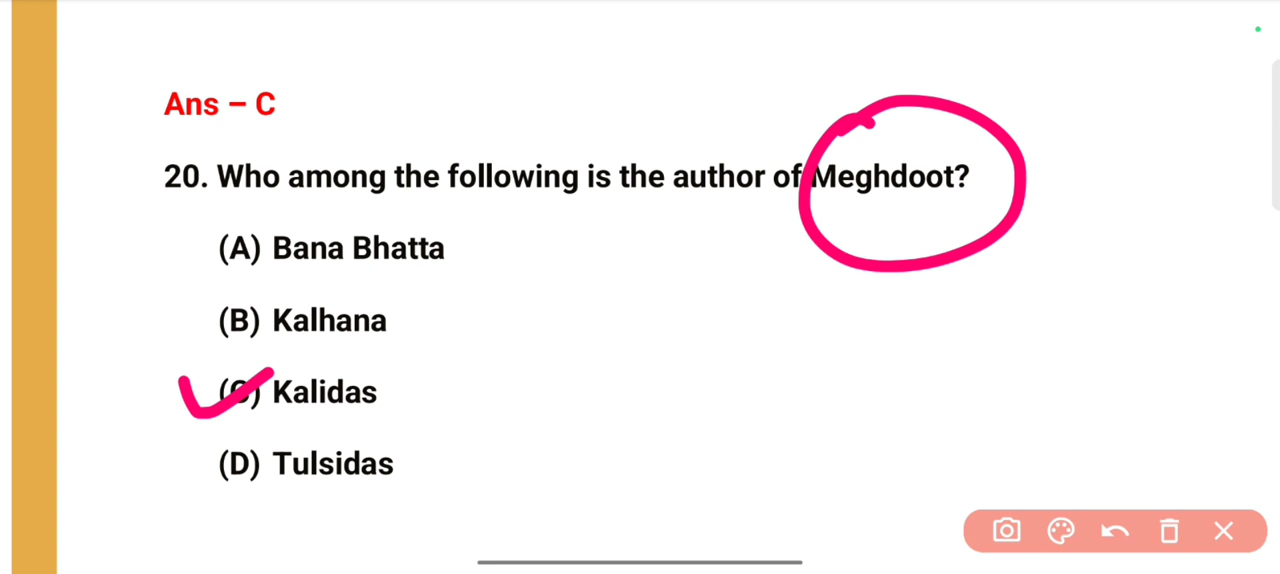 Ans – C
20. Who among the following is the author of Meghdoot?
(A) Bana Bhatta
(B) Kalhana
(C) Kalidas
(D) Tulsidas